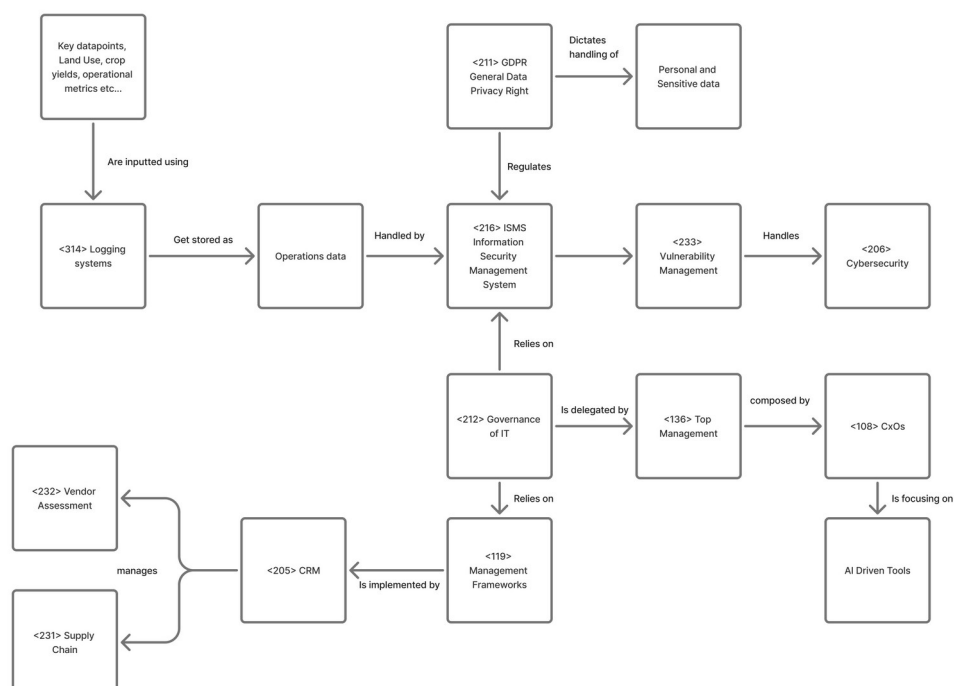 Key datapoints,
Land Use, crop
yields, operational
metrics etc...
<211> GDPR
General Data
Privacy Right
Dictates
handling of
Personal and
Sensitive data
Are inputted using
Regulates
<314> Logging
systems
Get stored as
Operations data
Handled by
<216> ISMS
Information
Security
Management
System
<233>
Vulnerability
Management
Handles
<206>
Cybersecurity
Relies on
<212> Governance
of IT
Is delegated by
<136> Top
Management
composed by
<108> CxOs
Relies on
Is focusing on
<232> Vendor
Assessment
manages
<205> CRM
Is implemented by
<119>
Management
Frameworks
AI Driven Tools
<231> Supply
Chain